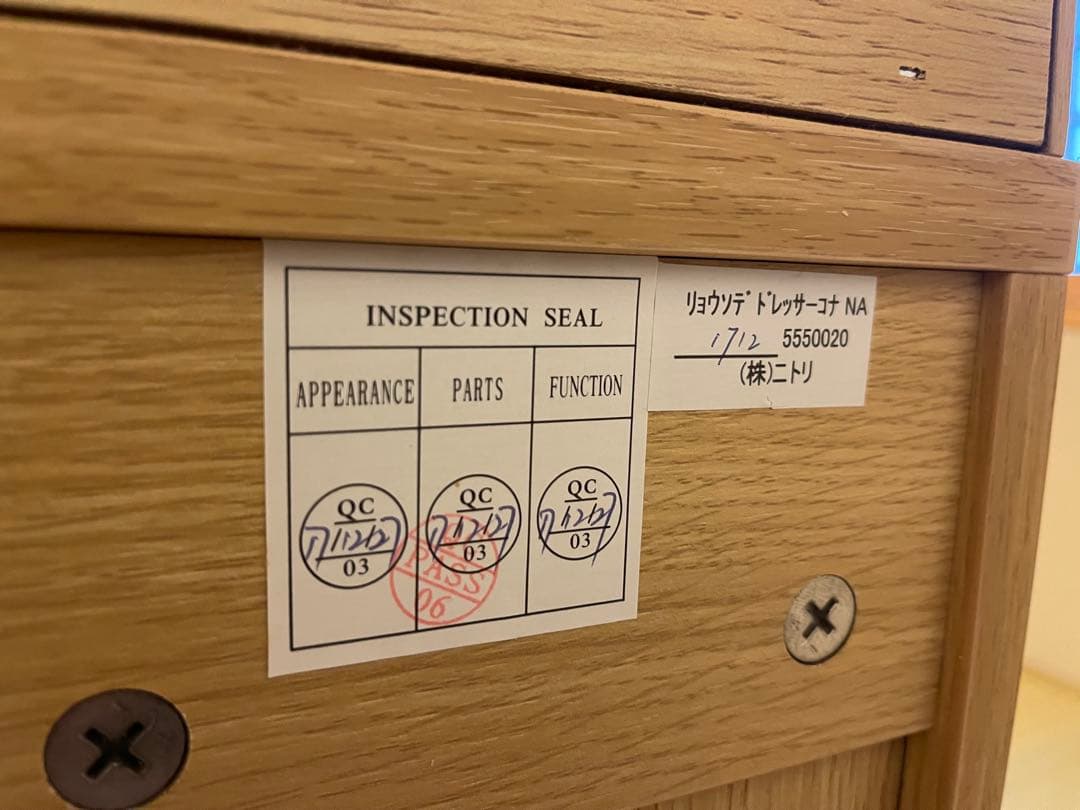 INSPECTION SEAL
APPEARANCE PARTS FUNCTION
QC QC QC
03 03 03
PASS
06
リョウソデドレッサーコナ NA
1712 5550020
(株)ニトリ